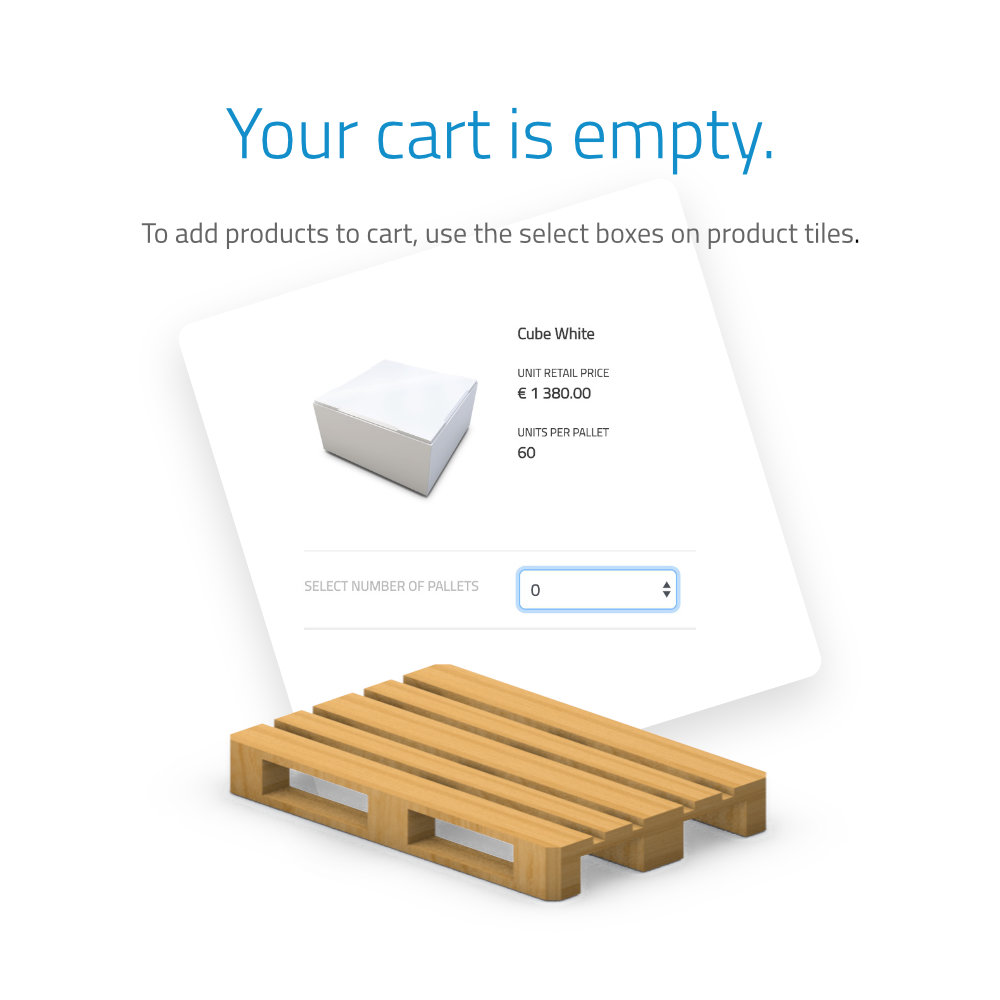 Your cart is empty.
To add products to cart, use the select boxes on product tiles.
Cube White
UNIT RETAIL PRICE
€ 1 380.00
UNITS PER PALLET
60
SELECT NUMBER OF PALLETS
0